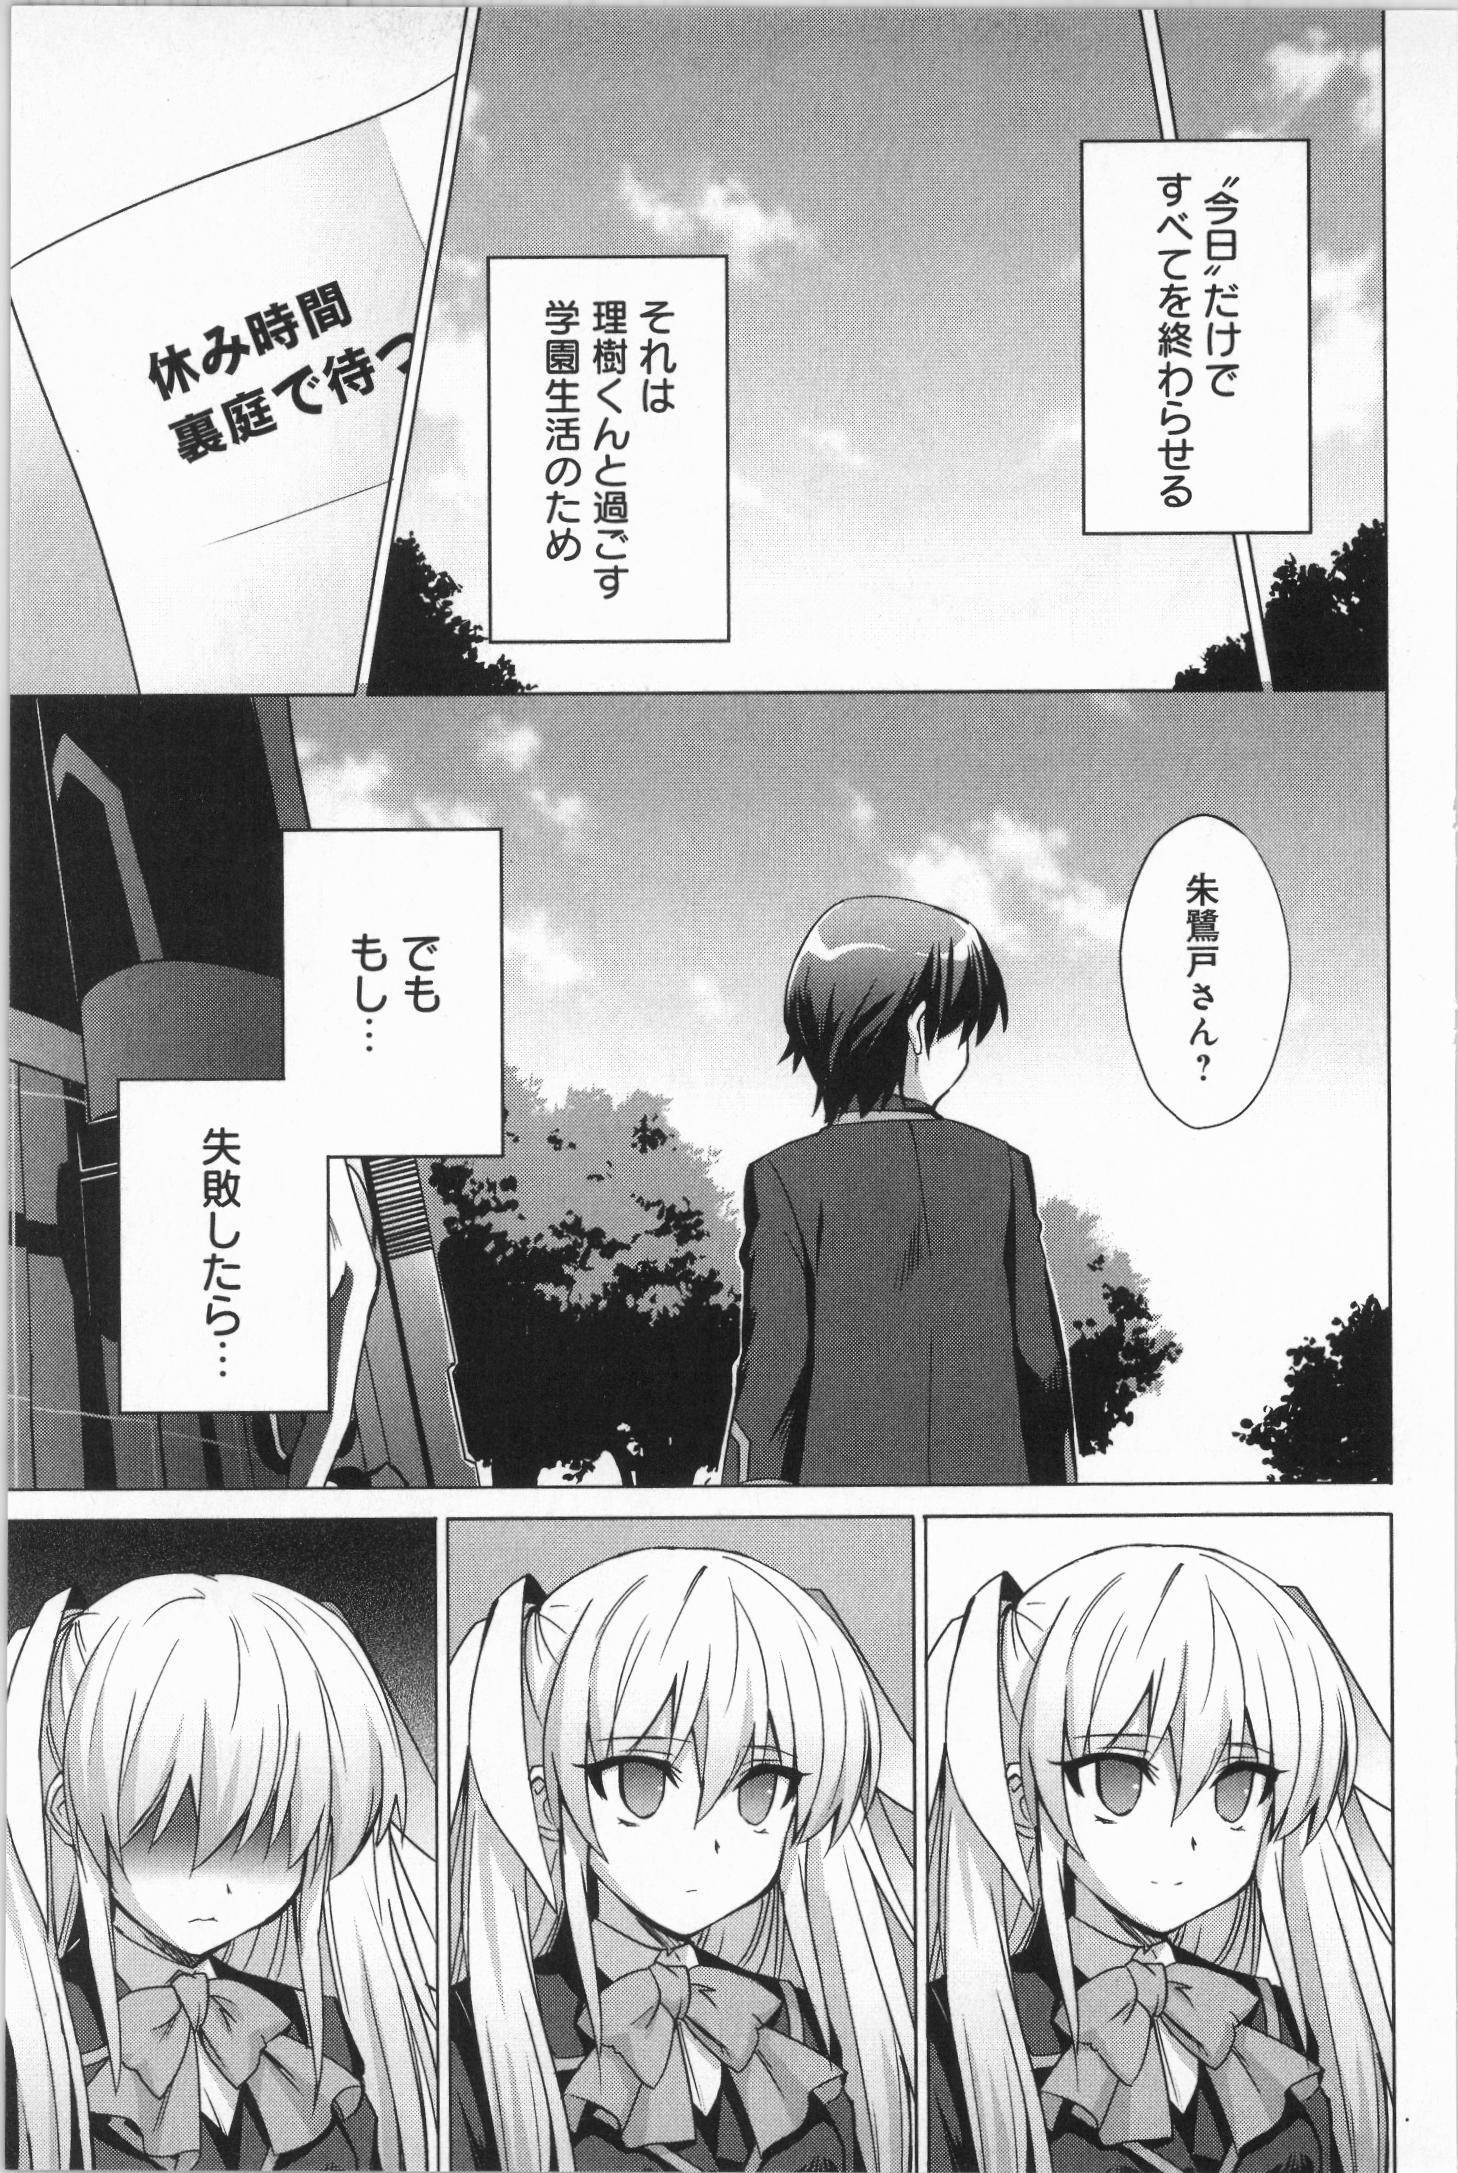 〝今日〟だけで
すべてを終わらせる
それは
理樹くんと過ごす
学園生活のため
休み時間
裏庭で待つ
朱鷺戸さん？
でも
もし…
失敗したら…